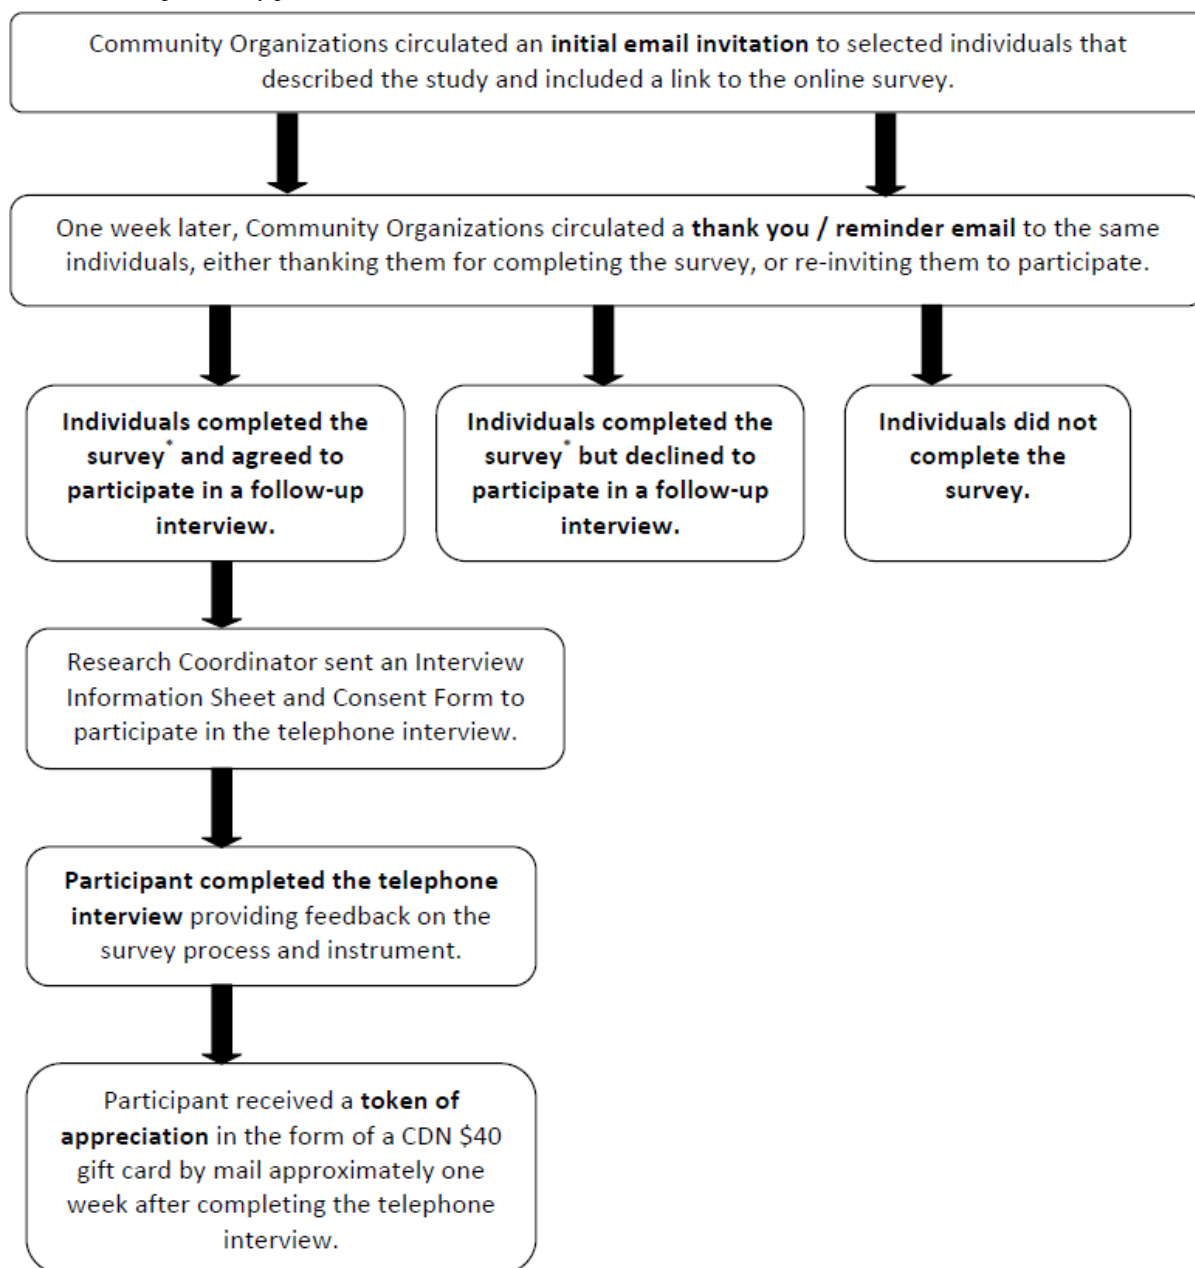 Community Organizations circulated an initial email invitation to selected individuals that
described the study and included a link to the online survey.
One week later, Community Organizations circulated a thank you / reminder email to the same
individuals, either thanking them for completing the survey, or re-inviting them to participate.
Individuals completed the
survey* and agreed to
participate in a follow-up
interview.
Individuals completed the
survey* but declined to
participate in a follow-up
interview.
Individuals did not
complete the
survey.
Research Coordinator sent an Interview
Information Sheet and Consent Form to
participate in the telephone interview.
Participant completed the telephone
interview providing feedback on the
survey process and instrument.
Participant received a token of
appreciation in the form of a CDN $40
gift card by mail approximately one
week after completing the telephone
interview.